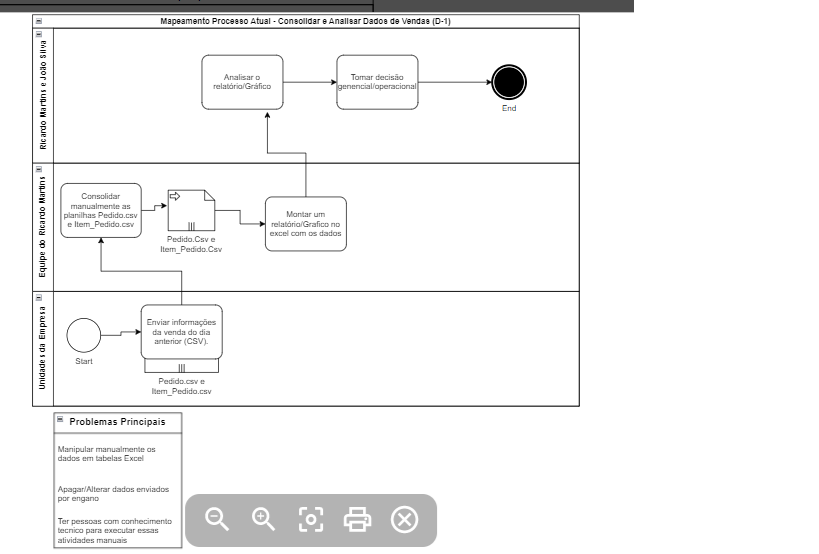 Mapeamento Processo Atual - Consolidar e Analisar Dados de Vendas (D-1)
Ricardo Martins e João Silva
Analisar o
relatório/Gráfico
Tomar decisão
genencial/operacional
End
Equipe do Ricardo Martins
Consolidar
manualmente as
planilhas Pedido.csv
e Item_Pedido.csv
Pedido.Csv e
Item_Pedido.Csv
Montar um
relatório/Grafico no
excel com os dados
Unidades da Empresa
Start
Enviar informações
da venda do dia
anterior (CSV).
Pedido.csv e
Item_Pedido.csv
Problemas Principais
Manipular manualmente os
dados em tabelas Excel
Apagar/Alterar dados enviados
por engano
Ter pessoas com conhecimento
tecnico para executar essas
atividades manuais